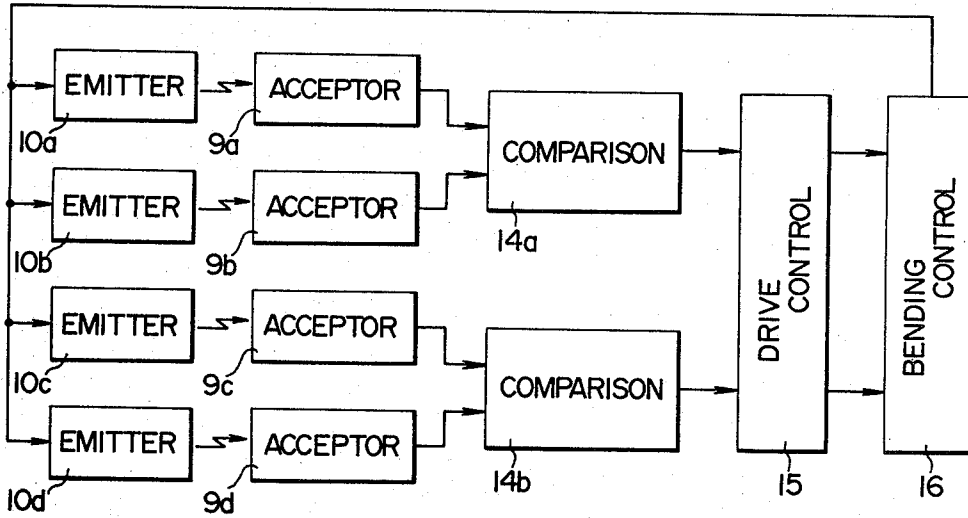 EMITTER
10a
ACCEPTOR
9a
EMITTER
10b
ACCEPTOR
9b
COMPARISON
14a
EMITTER
10c
ACCEPTOR
9c
EMITTER
10d
ACCEPTOR
9d
COMPARISON
14b
DRIVE
CONTROL
15
BENDING
CONTROL
16